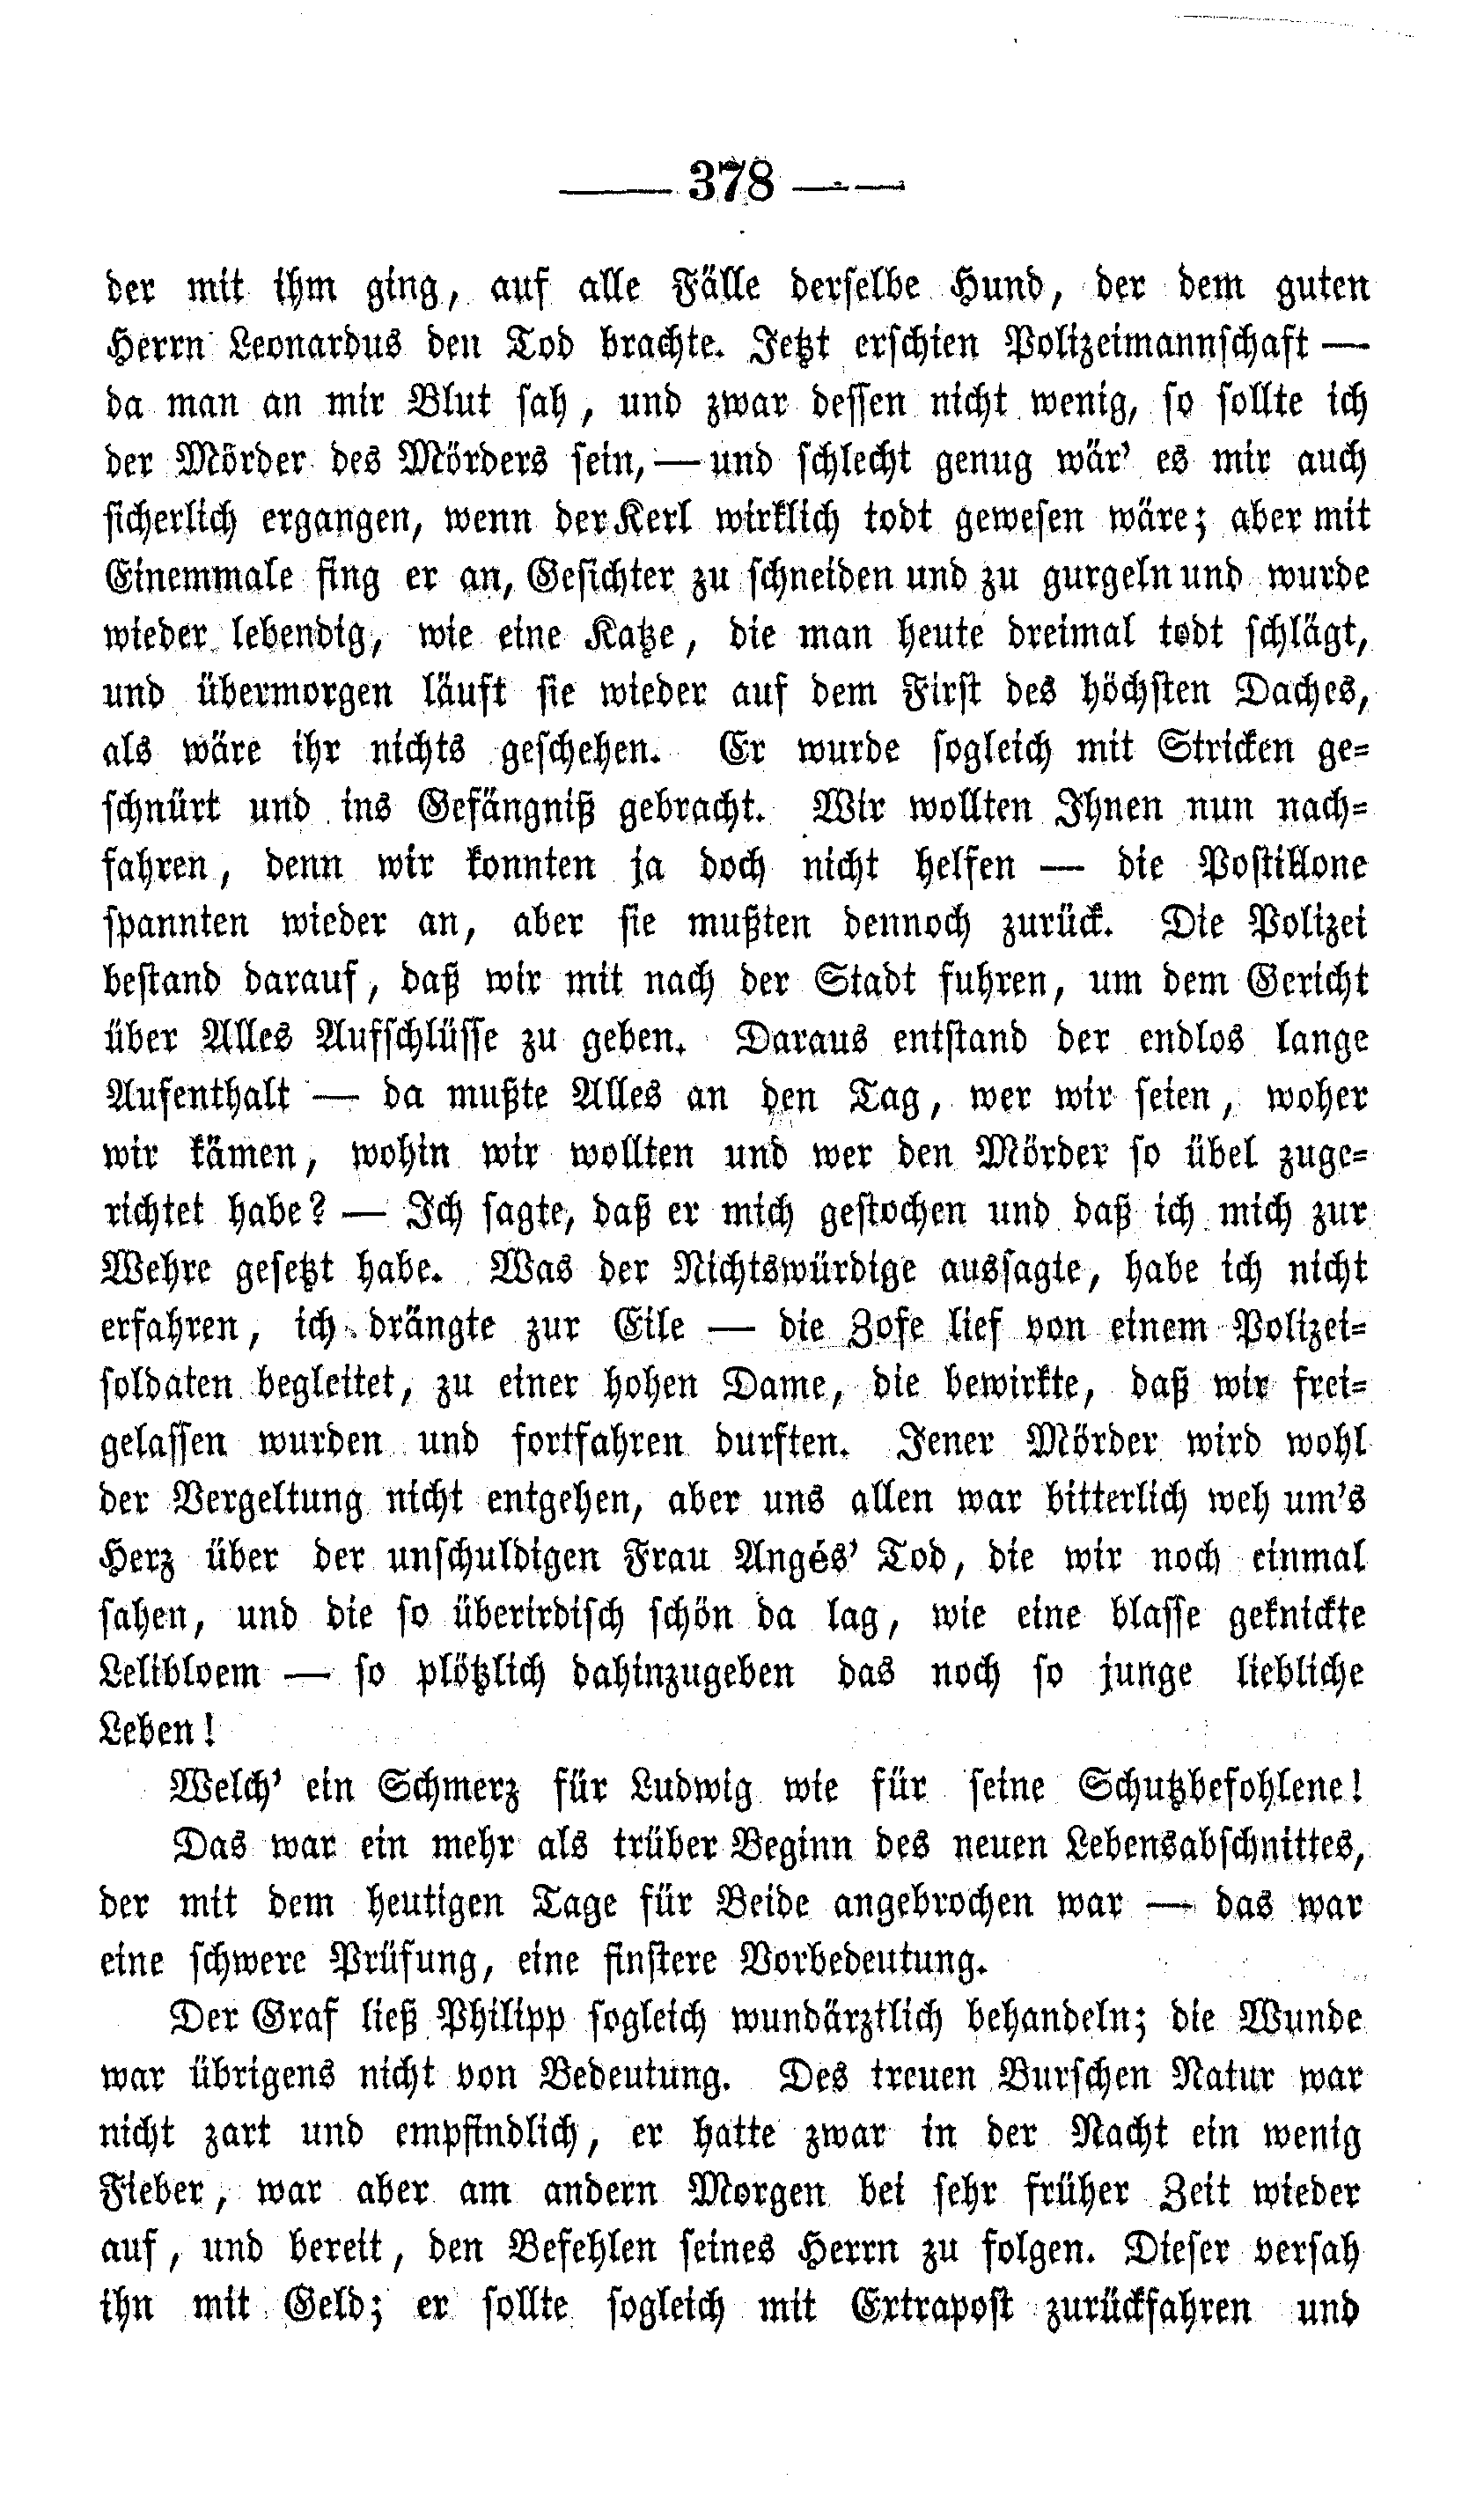 — 378 —
der mit ihm ging, auf alle Fälle derselbe Hund, der dem guten
Herrn Leonardus den Tod brachte. Jetzt erschien Polizeimannschaft —
da man an mir Blut sah, und zwar dessen nicht wenig, so sollte ich
der Mörder des Mörders sein, — und schlecht genug wär' es mir auch
sicherlich ergangen, wenn der Kerl wirklich todt gewesen wäre; aber mit
Einemmale fing er an, Gesichter zu schneiden und zu gurgeln und wurde
wieder lebendig, wie eine Katze, die man heute dreimal todt schlägt,
und übermorgen läuft sie wieder auf dem First des höchsten Daches,
als wäre ihr nichts geschehen. Er wurde sogleich mit Stricken ge-
schnürt und ins Gefängniß gebracht. Wir wollten Ihnen nun nach-
fahren, denn wir konnten ja doch nicht helfen — die Postillone
spannten wieder an, aber sie mußten dennoch zurück. Die Polizei
bestand darauf, daß wir mit nach der Stadt fuhren, um dem Gericht
über Alles Aufschlüsse zu geben. Daraus entstand der endlos lange
Aufenthalt — da mußte Alles an den Tag, wer wir seien, woher
wir kämen, wohin wir wollten und wer den Mörder so übel zuge-
richtet habe? — Ich sagte, daß er mich gestochen und daß ich mich zur
Wehre gesetzt habe. Was der Nichtswürdige aussagte, habe ich nicht
erfahren, ich drängte zur Eile — die Zofe lief von einem Polizei-
soldaten begleitet, zu einer hohen Dame, die bewirkte, daß wir frei-
gelassen wurden und fortfahren durften. Jener Mörder wird wohl
der Vergeltung nicht entgehen, aber uns allen war bitterlich weh um's
Herz über der unschuldigen Frau Angés' Tod, die wir noch einmal
sahen, und die so überirdisch schön da lag, wie eine blasse geknickte
Lelibloem — so plötzlich dahinzugeben das noch so junge liebliche
Leben!
Welch' ein Schmerz für Ludwig wie für seine Schutzbefohlene!
Das war ein mehr als trüber Beginn des neuen Lebensabschnittes,
der mit dem heutigen Tage für Beide angebrochen war — das war
eine schwere Prüfung, eine finstere Vorbedeutung.
Der Graf ließ Philipp sogleich wundärztlich behandeln; die Wunde
war übrigens nicht von Bedeutung. Des treuen Burschen Natur war
nicht zart und empfindlich, er hatte zwar in der Nacht ein wenig
Fieber, war aber am andern Morgen bei sehr früher Zeit wieder
auf, und bereit, den Befehlen seines Herrn zu folgen. Dieser versah
ihn mit Geld; er sollte sogleich mit Extrapost zurückfahren und